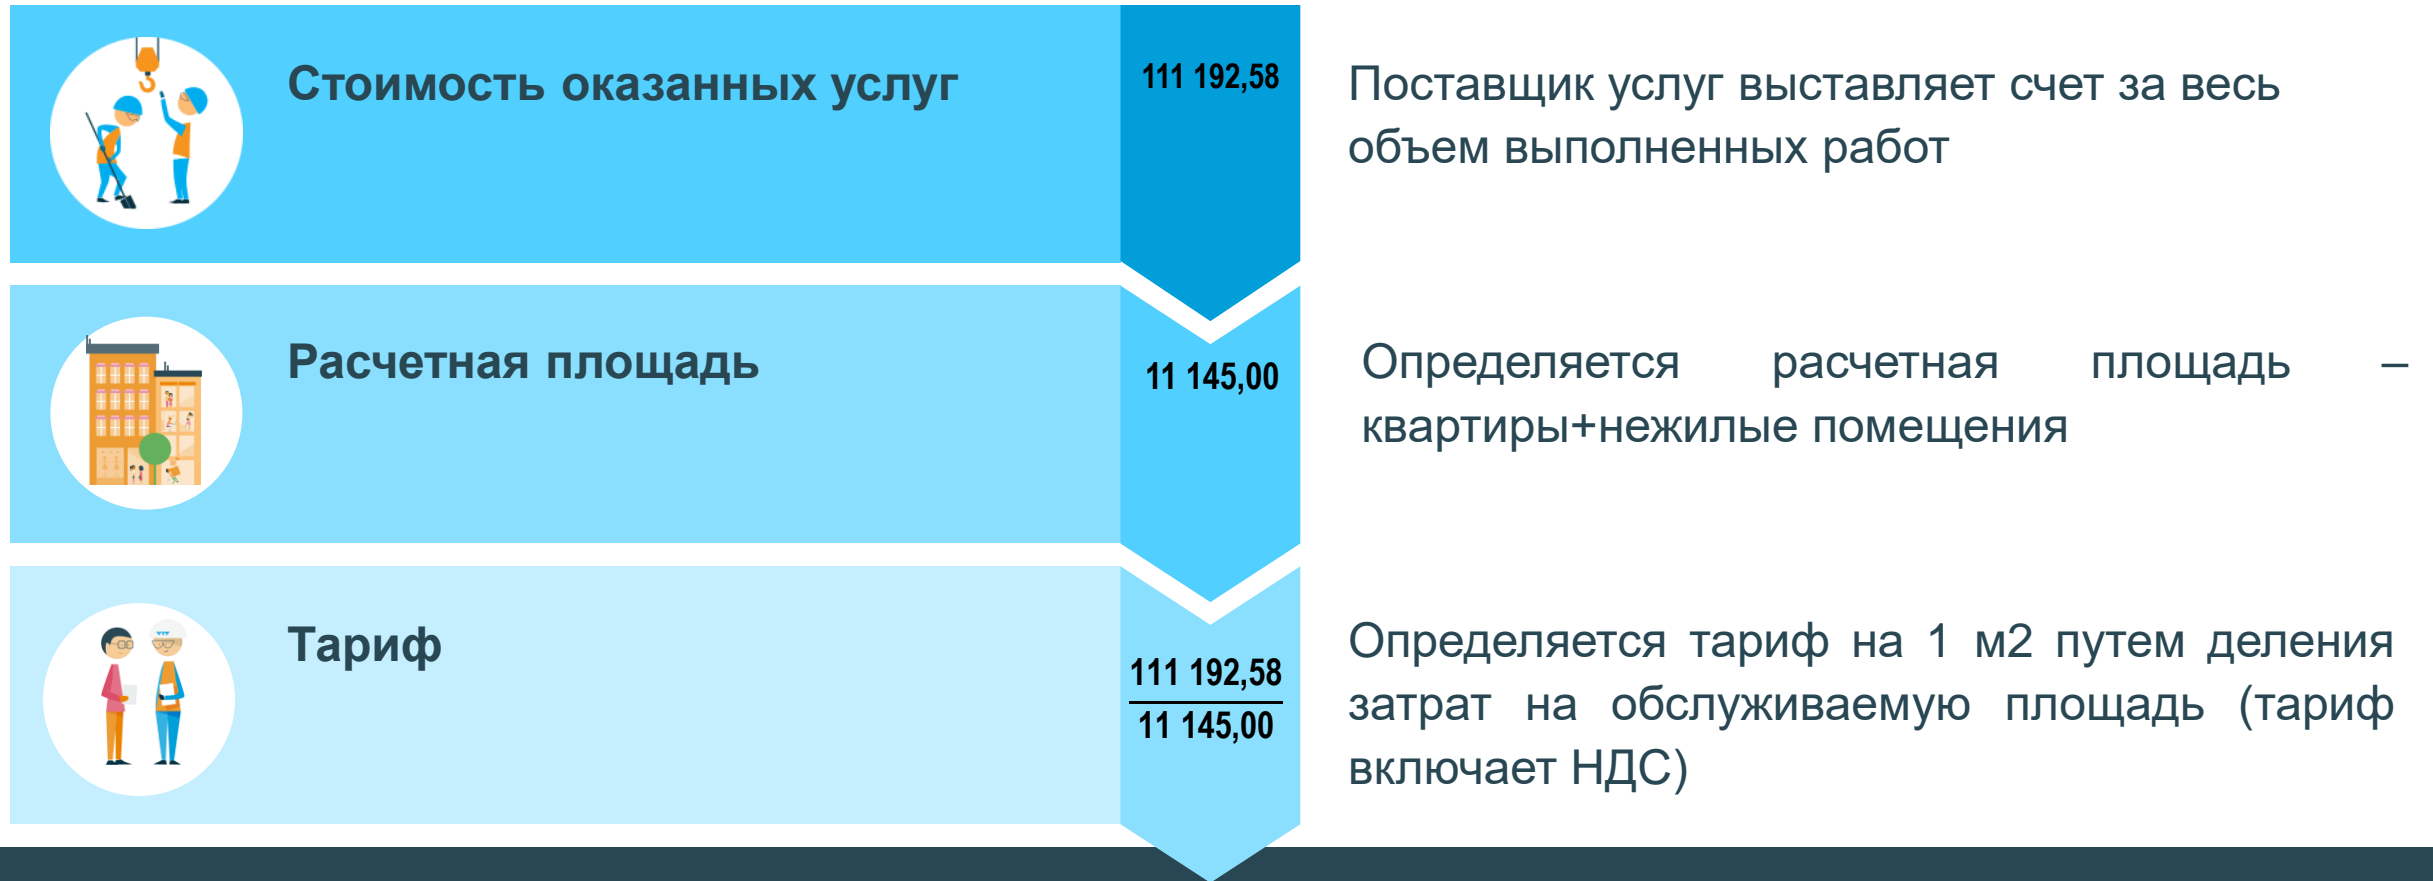 Стоимость оказанных услуг
111 192,58
Поставщик услуг выставляет счет за весь
объем выполненных работ
Расчетная площадь
11 145,00
Определяется расчетная площадь –
квартиры+нежилые помещения
Тариф
111 192,58
11 145,00
Определяется тариф на 1 м2 путем деления
затрат на обслуживаемую площадь (тариф
включает НДС)